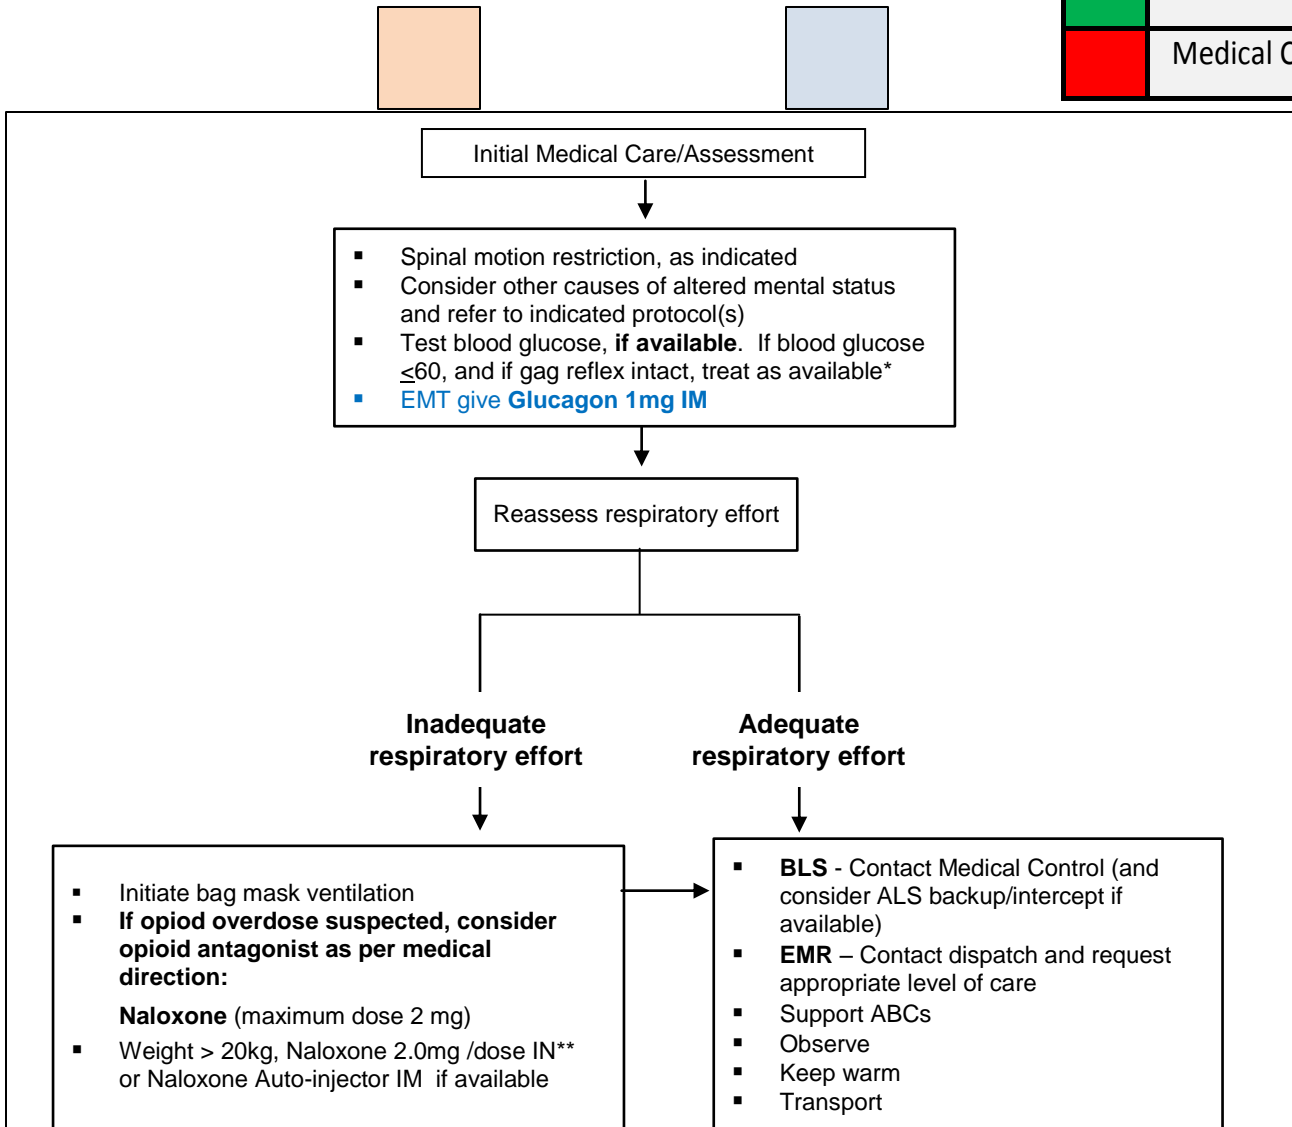 Medical C
Initial Medical Care/Assessment
▪ Spinal motion restriction, as indicated
▪ Consider other causes of altered mental status
and refer to indicated protocol(s)
▪ Test blood glucose, if available. If blood glucose
≤60, and if gag reflex intact, treat as available*
▪ EMT give Glucagon 1mg IM
Reassess respiratory effort
Inadequate
respiratory effort
Adequate
respiratory effort
▪ Initiate bag mask ventilation
▪ If opiod overdose suspected, consider
opioid antagonist as per medical
direction:
Naloxone (maximum dose 2 mg)
▪ Weight > 20kg, Naloxone 2.0mg /dose IN**
or Naloxone Auto-injector IM if available
▪ BLS - Contact Medical Control (and
consider ALS backup/intercept if
available)
▪ EMR – Contact dispatch and request
appropriate level of care
▪ Support ABCs
▪ Observe
▪ Keep warm
▪ Transport